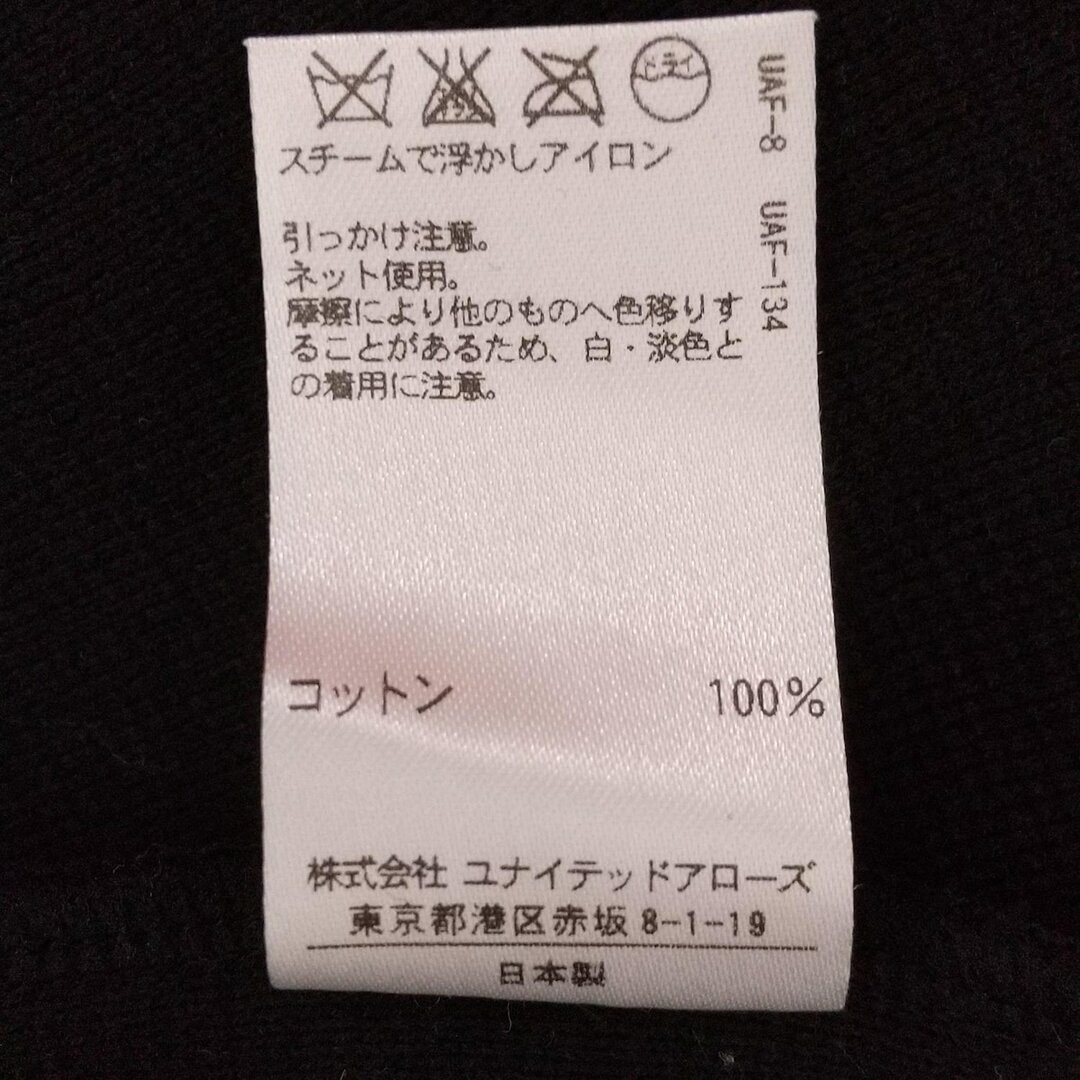 ドライ
スチームで浮かしアイロン
引っかけ注意。
ネット使用。
摩擦により他のものへ色移りす
ることがあるため、白・淡色と
の着用に注意。
コットン 100%
株式会社 ユナイテッドアローズ
東京都港区赤坂 8-1-19
日本製
UAF-8 UAF-134